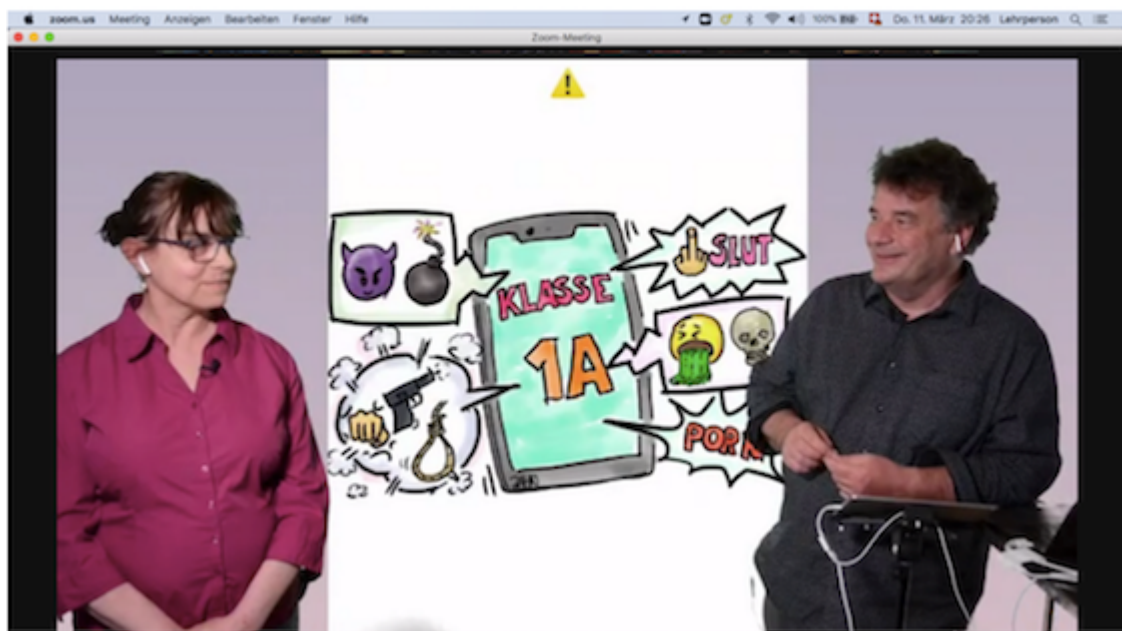 zoom.us Meeting Anzeigen Bearbeiten Fenster Hilfe 100% Do. 11. März 20:26 Lehrperson
Zoom-Meeting
KLASSE
1A
SLUT
POR